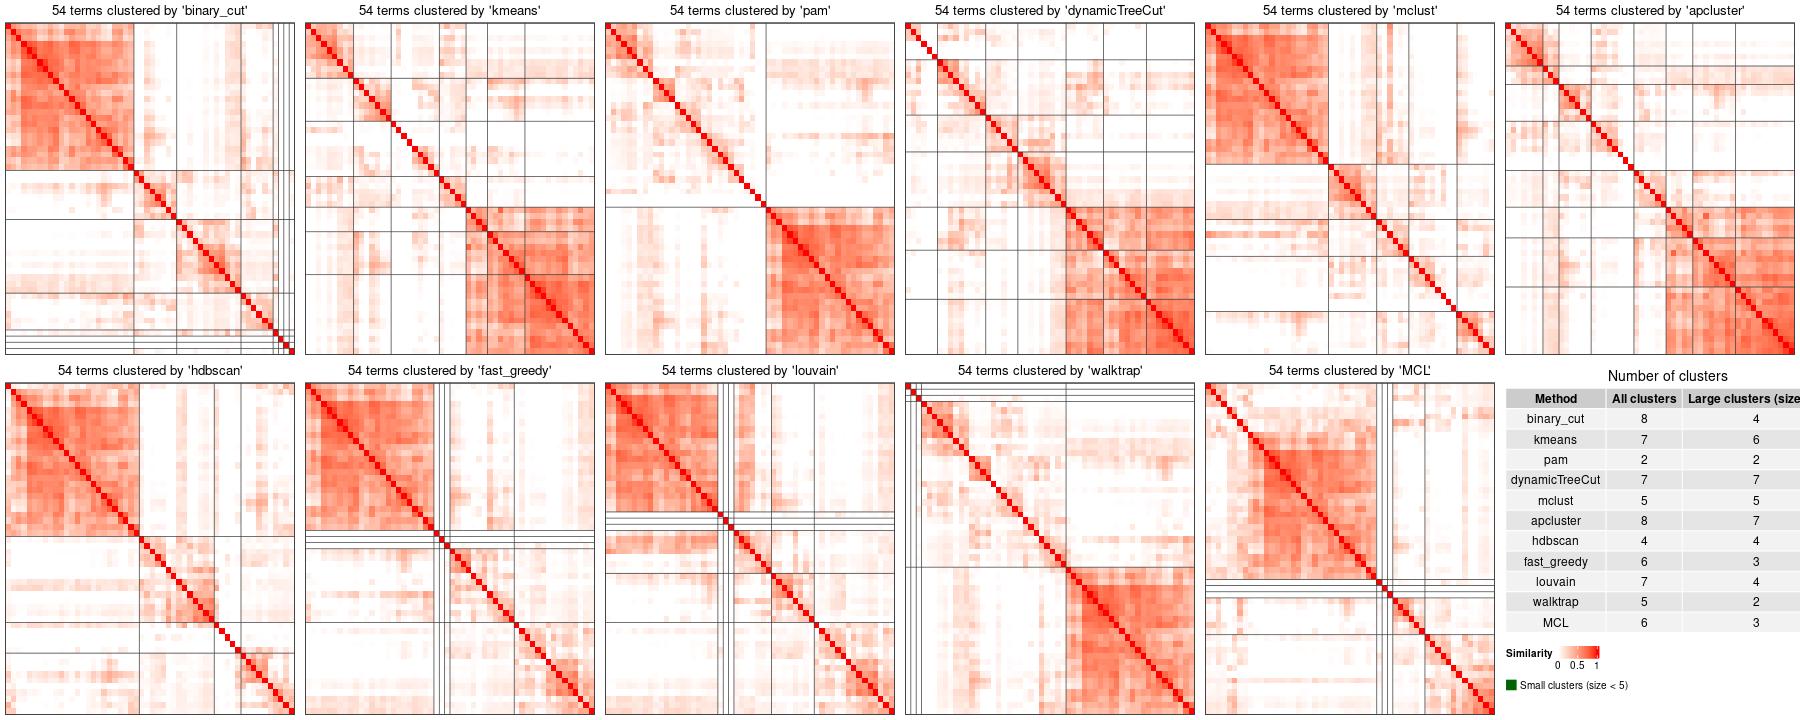 54 terms clustered by 'binary_cut'
54 terms clustered by 'kmeans'
54 terms clustered by 'pam'
54 terms clustered by 'dynamicTreeCut'
54 terms clustered by 'mclust'
54 terms clustered by 'apcluster'
54 terms clustered by 'hdbscan'
54 terms clustered by 'fast_greedy'
54 terms clustered by 'louvain'
54 terms clustered by 'walktrap'
54 terms clustered by 'MCL'
Number of clusters
Method All clusters Large clusters (size
binary_cut 8 4
kmeans 7 6
pam 2 2
dynamicTreeCut 7 7
mclust 5 5
apcluster 8 7
hdbscan 4 4
fast_greedy 6 3
louvain 7 4
walktrap 5 2
MCL 6 3
Similarity
0 0.5 1
Small clusters (size < 5)